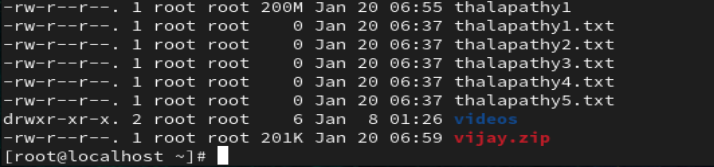 -rw-r--r--. 1 root root 200M Jan 20 06:55 thalapathy1
-rw-r--r--. 1 root root    0 Jan 20 06:37 thalapathy1.txt
-rw-r--r--. 1 root root    0 Jan 20 06:37 thalapathy2.txt
-rw-r--r--. 1 root root    0 Jan 20 06:37 thalapathy3.txt
-rw-r--r--. 1 root root    0 Jan 20 06:37 thalapathy4.txt
-rw-r--r--. 1 root root    0 Jan 20 06:37 thalapathy5.txt
drwxr-xr-x. 2 root root    6 Jan  8 01:26 videos
-rw-r--r--. 1 root root 201K Jan 20 06:59 vijay.zip
[root@localhost ~]#